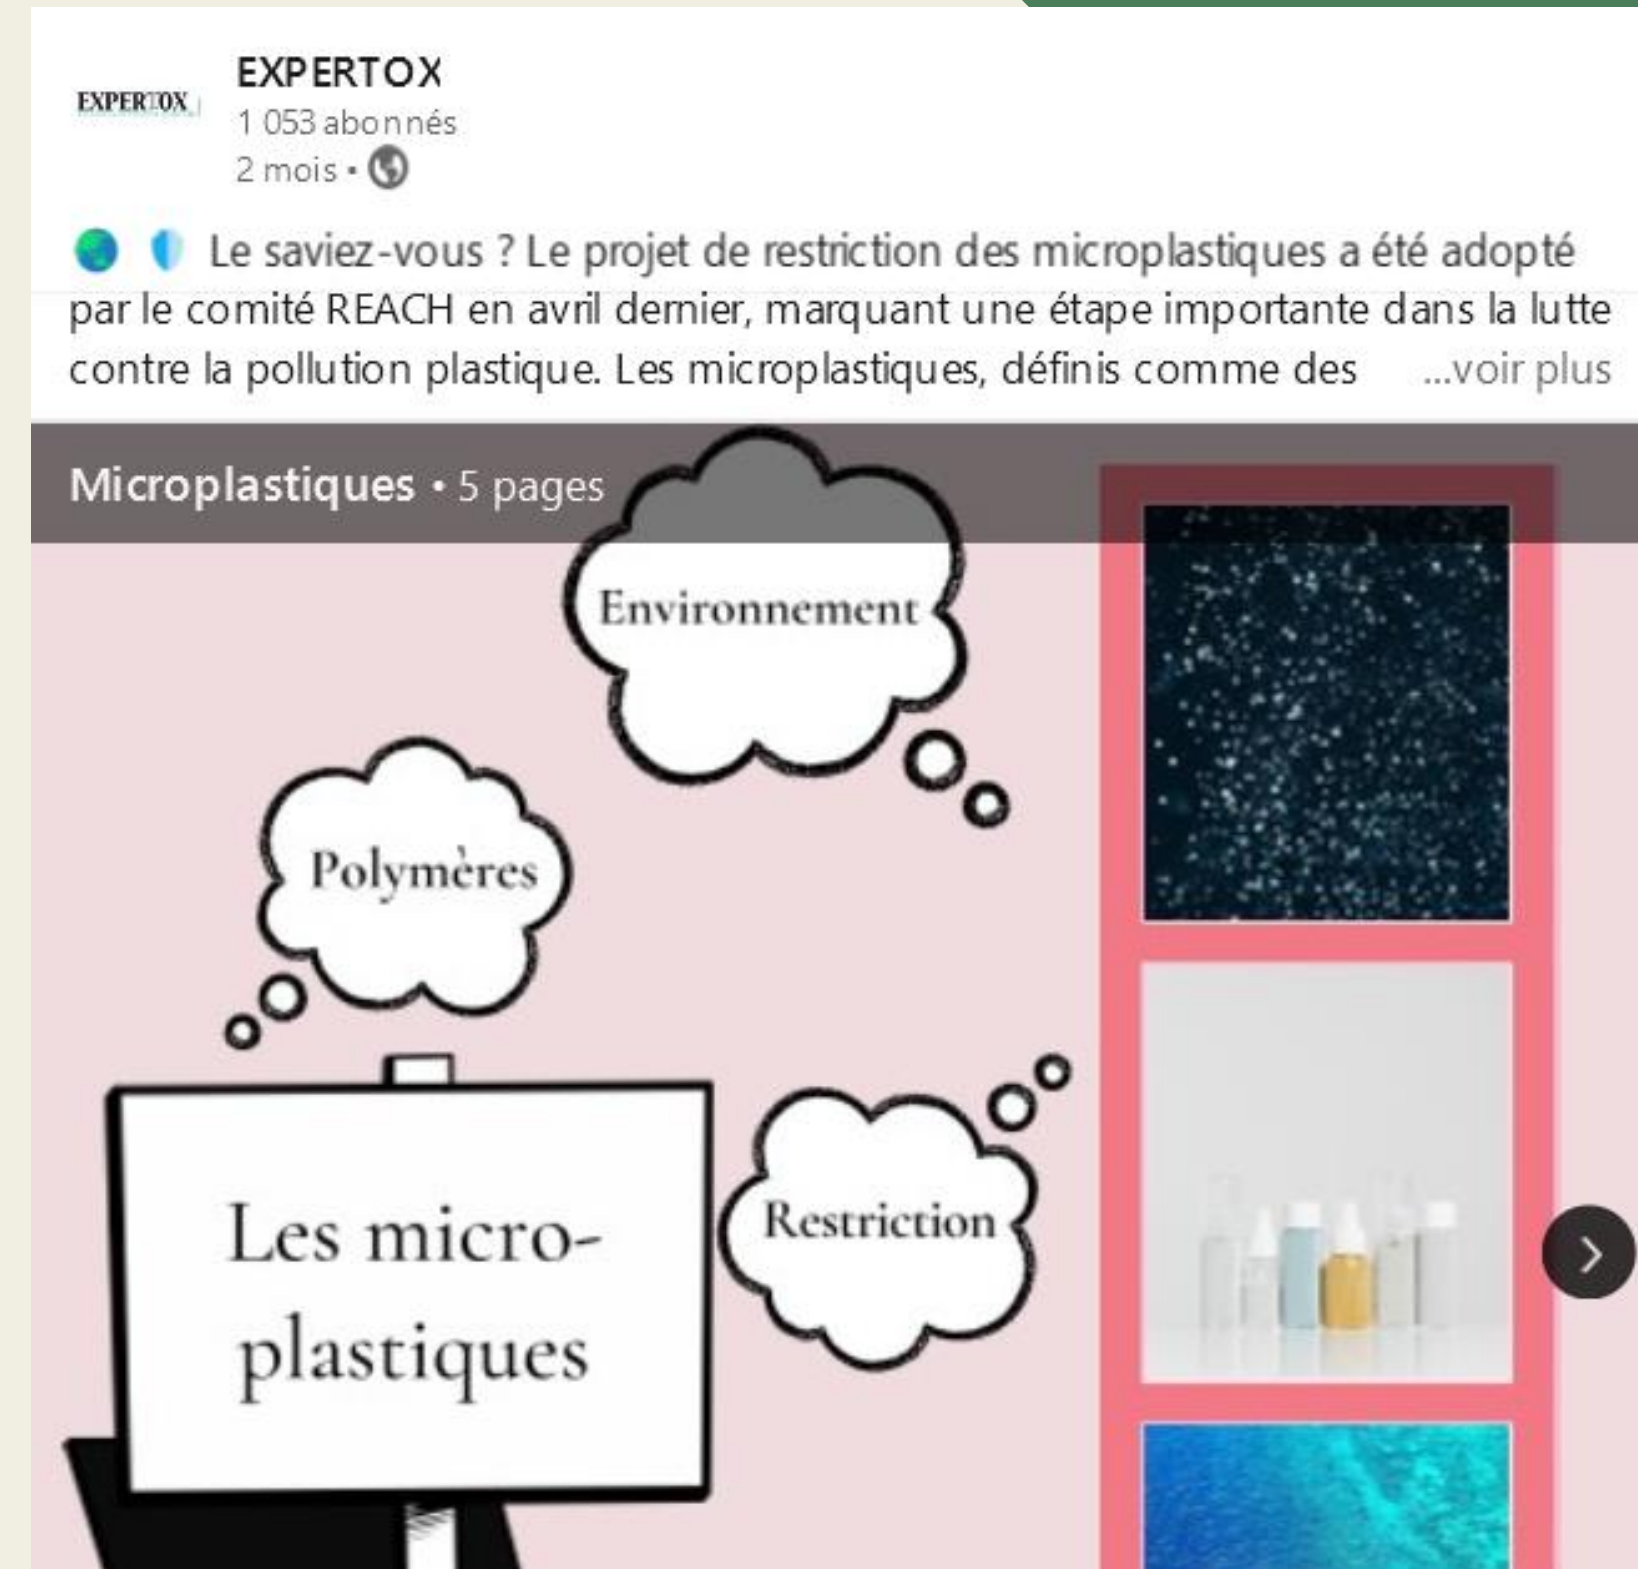 EXPERTOX
EXPERTOX
1 053 abonnés
2 mois •
Le saviez-vous ? Le projet de restriction des microplastiques a été adopté
par le comité REACH en avril dernier, marquant une étape importante dans la lutte
contre la pollution plastique. Les microplastiques, définis comme des ...voir plus
Microplastiques • 5 pages
Environnement
Polymères
Restriction
Les micro-
plastiques